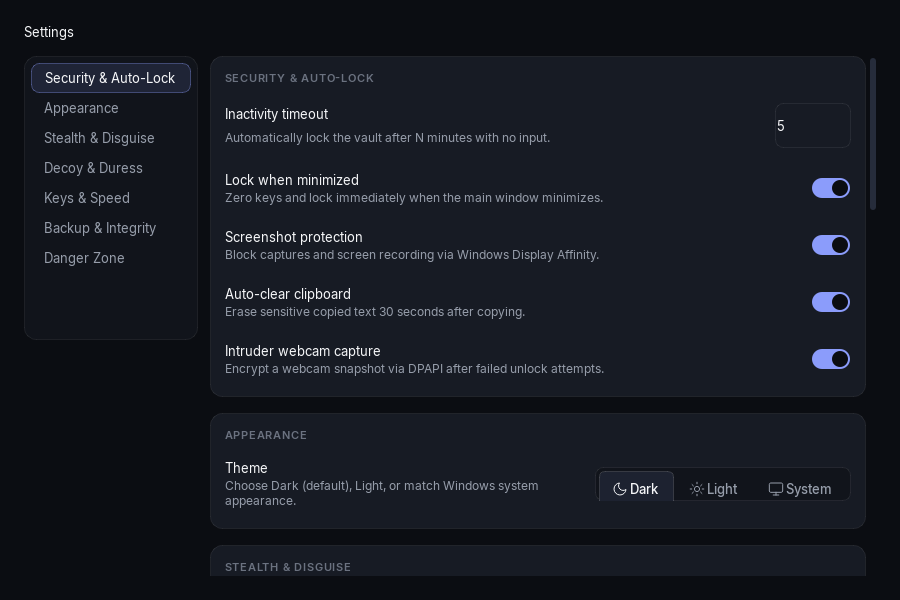 Settings
Security & Auto-Lock
Appearance
Stealth & Disguise
Decoy & Duress
Keys & Speed
Backup & Integrity
Danger Zone
SECURITY & AUTO-LOCK
Inactivity timeout
Automatically lock the vault after N minutes with no input.
5
Lock when minimized
Zero keys and lock immediately when the main window minimizes.
Screenshot protection
Block captures and screen recording via Windows Display Affinity.
Auto-clear clipboard
Erase sensitive copied text 30 seconds after copying.
Intruder webcam capture
Encrypt a webcam snapshot via DPAPI after failed unlock attempts.
APPEARANCE
Theme
Choose Dark (default), Light, or match Windows system
appearance.
Dark Light System
STEALTH & DISGUISE